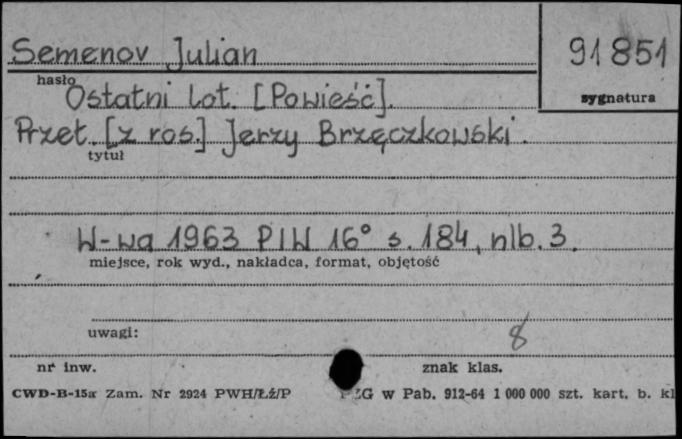 Semenov Julian
91851
hasło
sygnatura
Ostatni lot. [Powieść].
Przeł. [z ros.] Jerzy Brzęczkowski.
tytuł
W-wa 1963 PIW 16° s. 184, nlb. 3.
miejsce, rok wyd., nakładca, format, objętość
uwagi:
8
nr inw.
znak klas.
CWD-B-15a Zam. Nr 2924 PWH/Łź/P
PZG w Pab. 912-64 1 000 000 szt. kart. b. kl